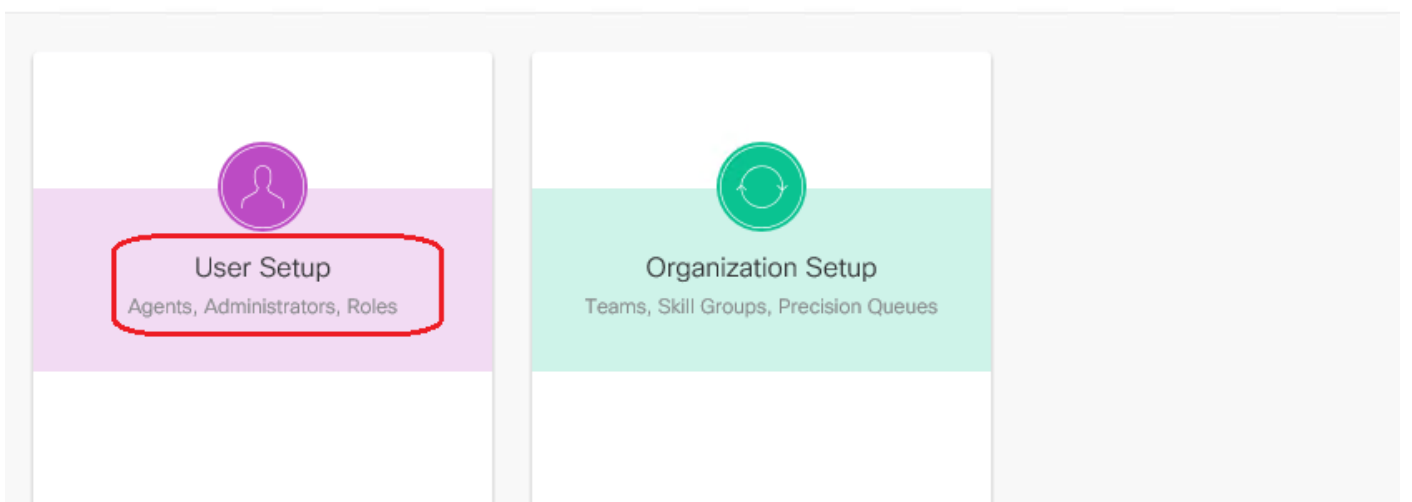 User Setup
Agents, Administrators, Roles
Organization Setup
Teams, Skill Groups, Precision Queues